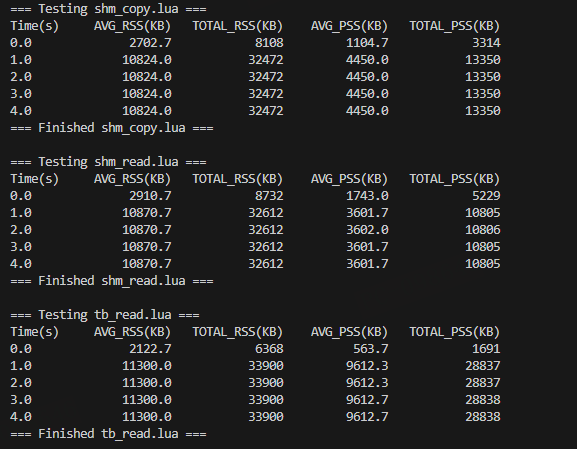 === Testing shm_copy.lua ===
Time(s) AVG_RSS(KB) TOTAL_RSS(KB) AVG_PSS(KB) TOTAL_PSS(KB)
0.0 2702.7 8108 1104.7 3314
1.0 10824.0 32472 4450.0 13350
2.0 10824.0 32472 4450.0 13350
3.0 10824.0 32472 4450.0 13350
4.0 10824.0 32472 4450.0 13350
=== Finished shm_copy.lua ===
=== Testing shm_read.lua ===
Time(s) AVG_RSS(KB) TOTAL_RSS(KB) AVG_PSS(KB) TOTAL_PSS(KB)
0.0 2910.7 8732 1743.0 5229
1.0 10870.7 32612 3601.7 10805
2.0 10870.7 32612 3602.0 10806
3.0 10870.7 32612 3601.7 10805
4.0 10870.7 32612 3601.7 10805
=== Finished shm_read.lua ===
=== Testing tb_read.lua ===
Time(s) AVG_RSS(KB) TOTAL_RSS(KB) AVG_PSS(KB) TOTAL_PSS(KB)
0.0 2122.7 6368 563.7 1691
1.0 11300.0 33900 9612.3 28837
2.0 11300.0 33900 9612.3 28837
3.0 11300.0 33900 9612.7 28838
4.0 11300.0 33900 9612.7 28838
=== Finished tb_read.lua ===